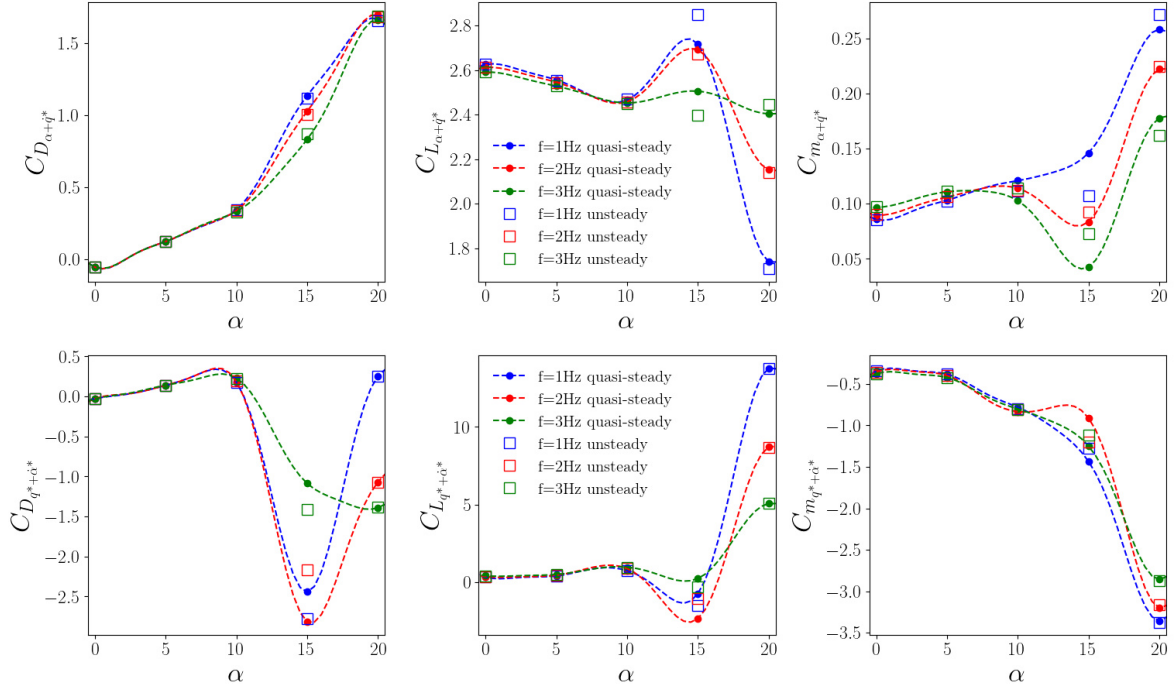 1.5
1.0
0.5
0.0
0 5 10 15 20
α
C_{D_{α+q̇*}}
2.8
2.6
2.4
2.2
2.0
1.8
0 5 10 15 20
α
C_{L_{α+q̇*}}
f=1Hz quasi-steady
f=2Hz quasi-steady
f=3Hz quasi-steady
f=1Hz unsteady
f=2Hz unsteady
f=3Hz unsteady
0.25
0.20
0.15
0.10
0.05
0 5 10 15 20
α
C_{m_{α+q̇*}}
0.5
0.0
−0.5
−1.0
−1.5
−2.0
−2.5
0 5 10 15 20
α
C_{D_{q*+α̇*}}
10
5
0
0 5 10 15 20
α
C_{L_{q*+α̇*}}
f=1Hz quasi-steady
f=2Hz quasi-steady
f=3Hz quasi-steady
f=1Hz unsteady
f=2Hz unsteady
f=3Hz unsteady
−0.5
−1.0
−1.5
−2.0
−2.5
−3.0
−3.5
0 5 10 15 20
α
C_{m_{q*+α̇*}}